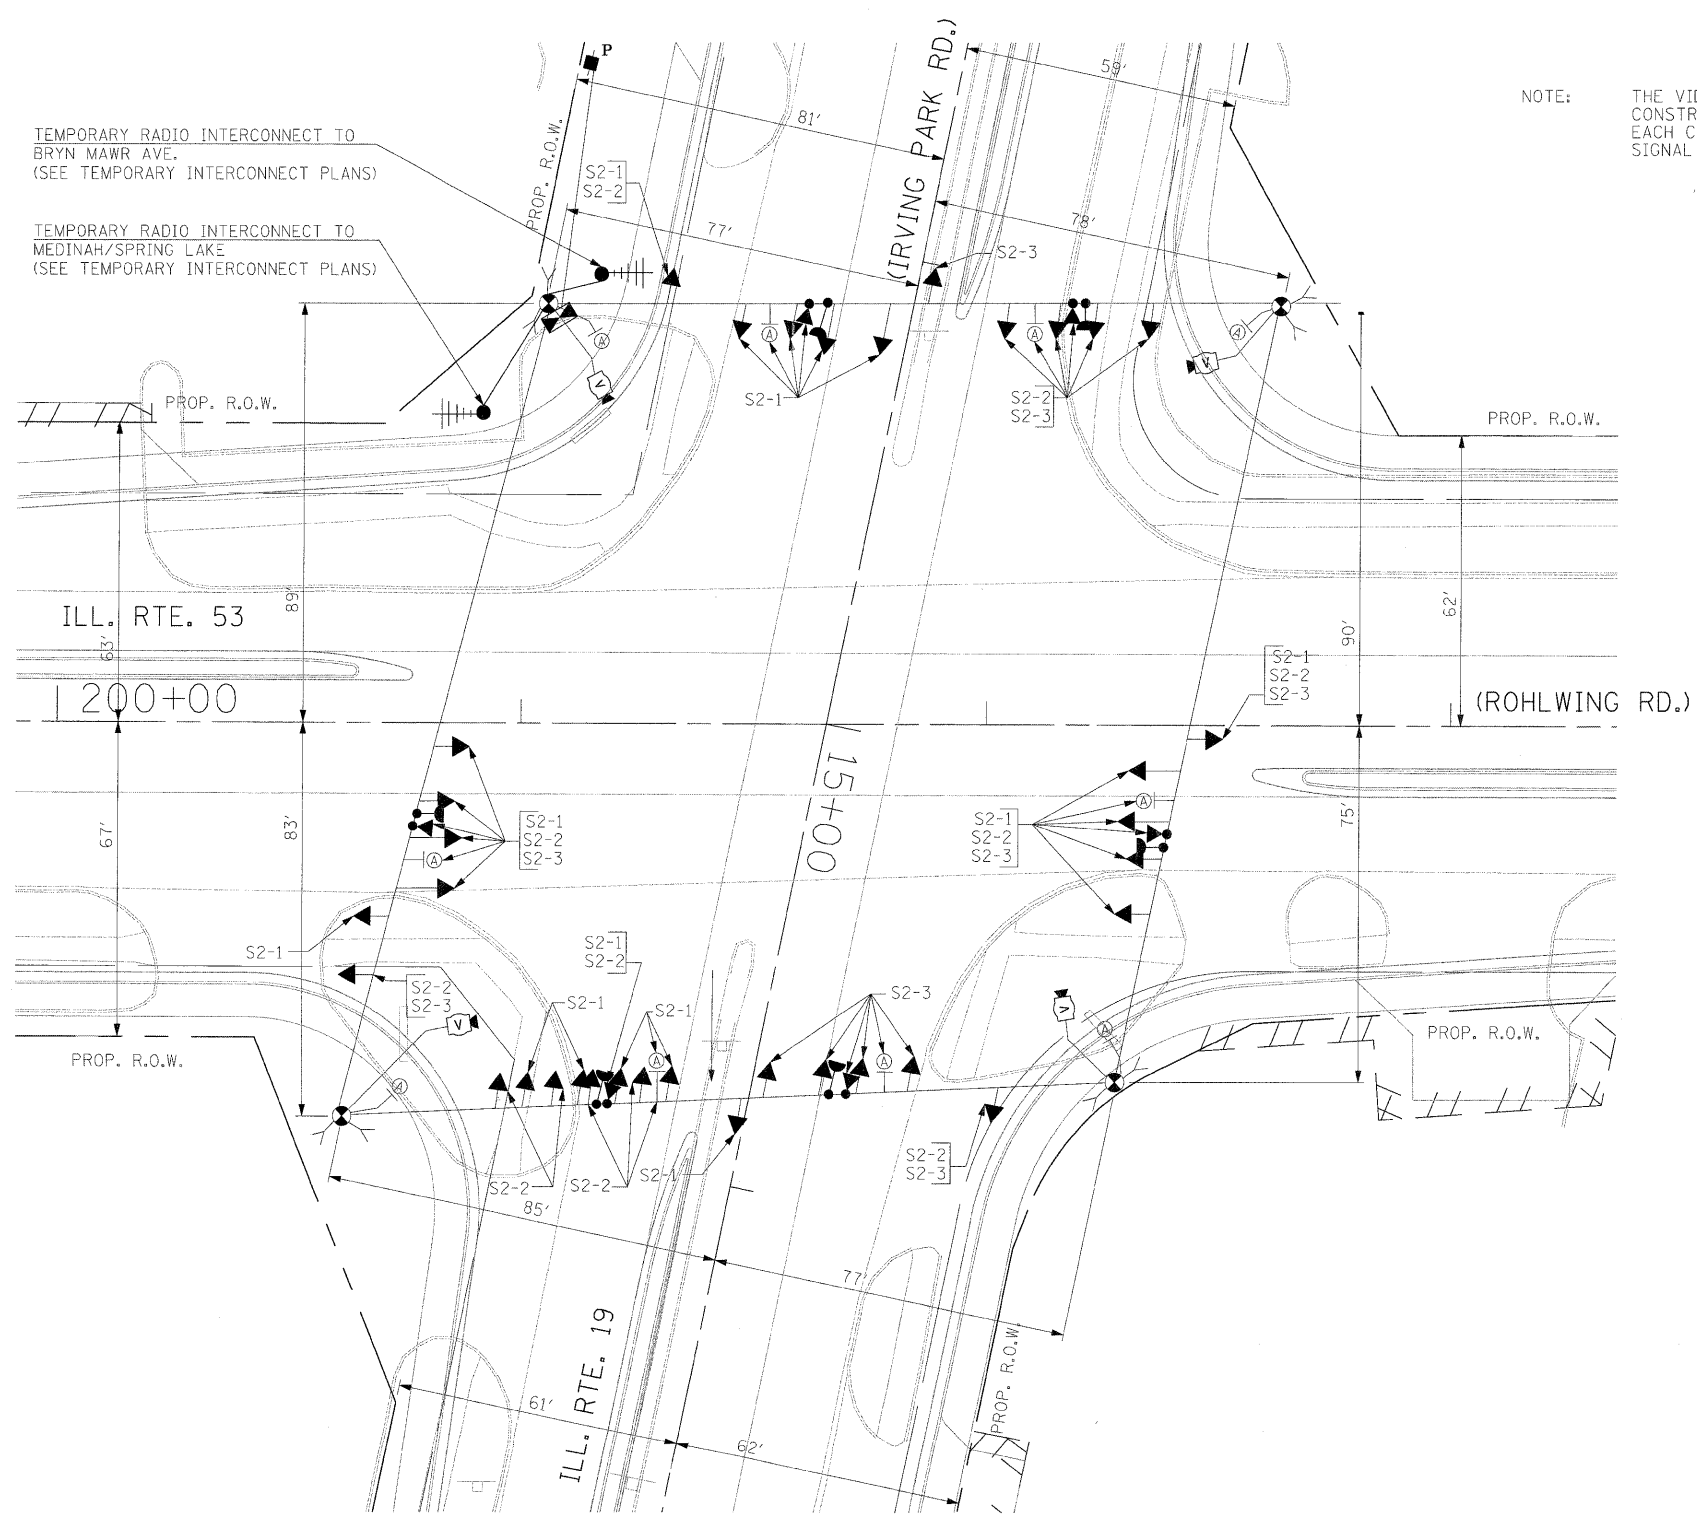 P
59'
81'
(IRVING PARK RD.)
NOTE:
THE
CONSTR
EACH C
SIGNAL
TEMPORARY RADIO INTERCONNECT TO
BRYN MAWR AVE.
(SEE TEMPORARY INTERCONNECT PLANS)
PROP. R.O.W.
S2-1
S2-2
77'
78'
TEMPORARY RADIO INTERCONNECT TO
MEDINAH/SPRING LAKE
(SEE TEMPORARY INTERCONNECT PLANS)
S2-3
A
A
A
A
V
V
S2-1
S2-2
S2-3
PROP. R.O.W.
PROP. R.O.W.
ILL. RTE. 53
89'
63'
90'
62'
200+00
S2-1
S2-2
S2-3
(ROHLWING RD.)
15+00
67'
83'
75'
S2-1
S2-2
S2-3
A
S2-1
S2-2
S2-3
A
S2-1
S2-1
S2-2
S2-2
S2-3
S2-1
S2-1
S2-3
V
V
A
A
A
A
PROP. R.O.W.
PROP. R.O.W.
S2-2
S2-2
S2-1
S2-2
S2-3
85'
77'
61'
62'
ILL. RTE. 19
PROP. R.O.W.